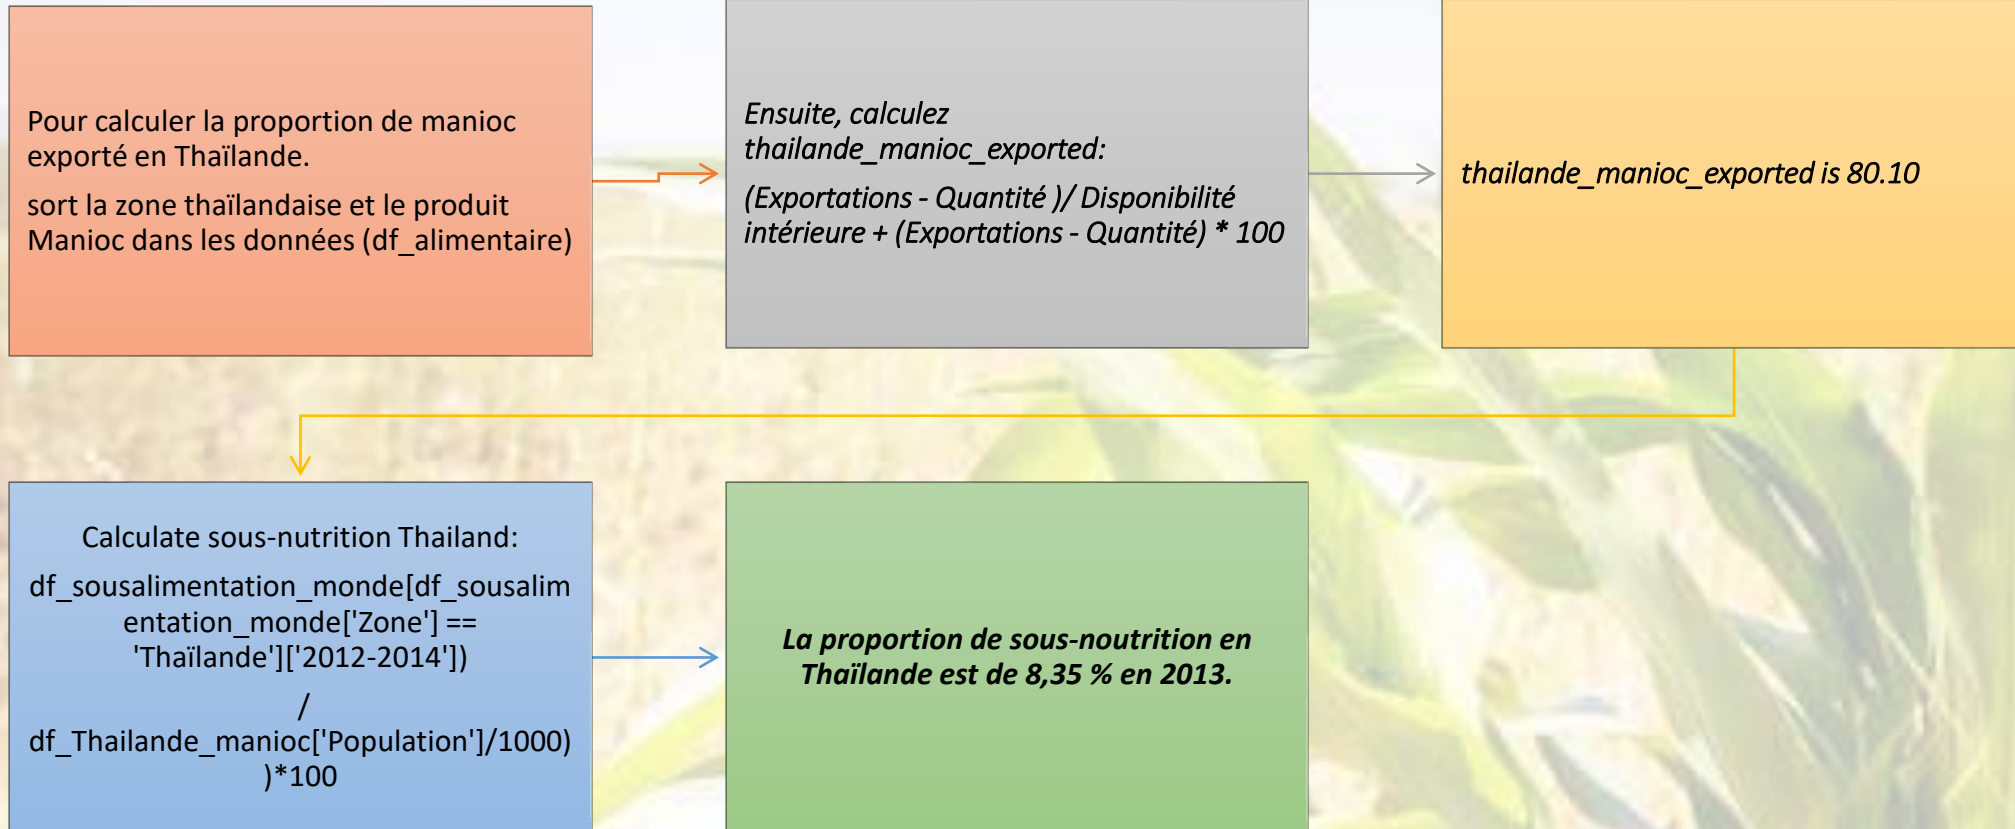 Pour calculer la proportion de manioc
exporté en Thaïlande.
sort la zone thaïlandaise et le produit
Manioc dans les données (df_alimentaire)
Ensuite, calculez
thailande_manioc_exported:
(Exportations - Quantité )/ Disponibilité
intérieure + (Exportations - Quantité) * 100
thailande_manioc_exported is 80.10
Calculate sous-nutrition Thailand:
df_sousalimentation_monde[df_sousalim
entation_monde['Zone'] ==
'Thaïlande']['2012-2014'])
/
df_Thailande_manioc['Population']/1000)
)*100
La proportion de sous-noutrition en
Thaïlande est de 8,35 % en 2013.